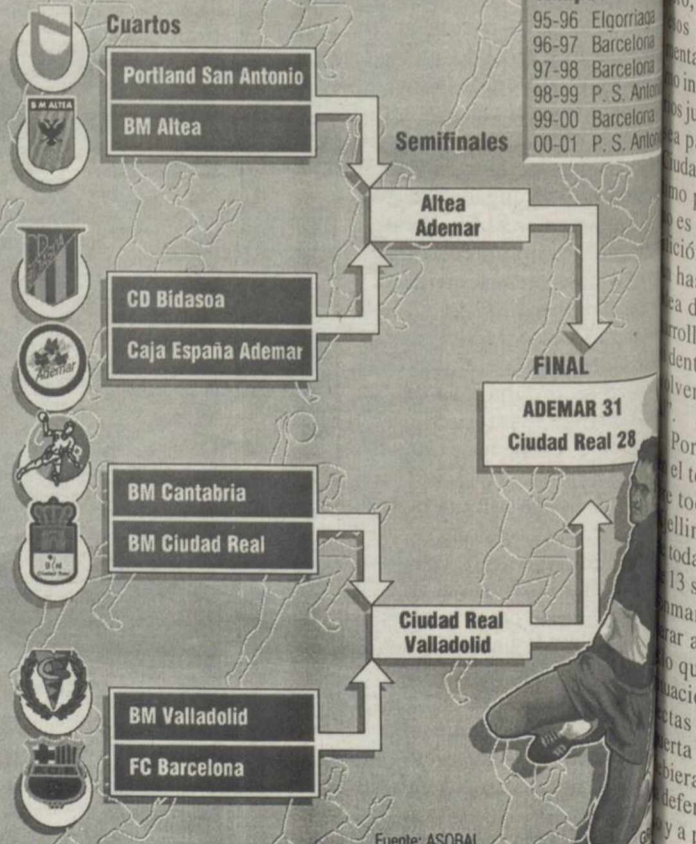 Cuartos
Portland San Antonio
BM Altea
CD Bidasoa
Caja España Ademar
BM Cantabria
BM Ciudad Real
BM Valladolid
FC Barcelona
Semifinales
Altea
Ademar
Ciudad Real
Valladolid
FINAL
ADEMAR 31
Ciudad Real 28
95-96 Elgorriaga
96-97 Barcelona
97-98 Barcelona
98-99 P. S. Anton
99-00 Barcelona
00-01 P. S. Anton
B M ALTEA
Ademar
Fuente: ASOBAL